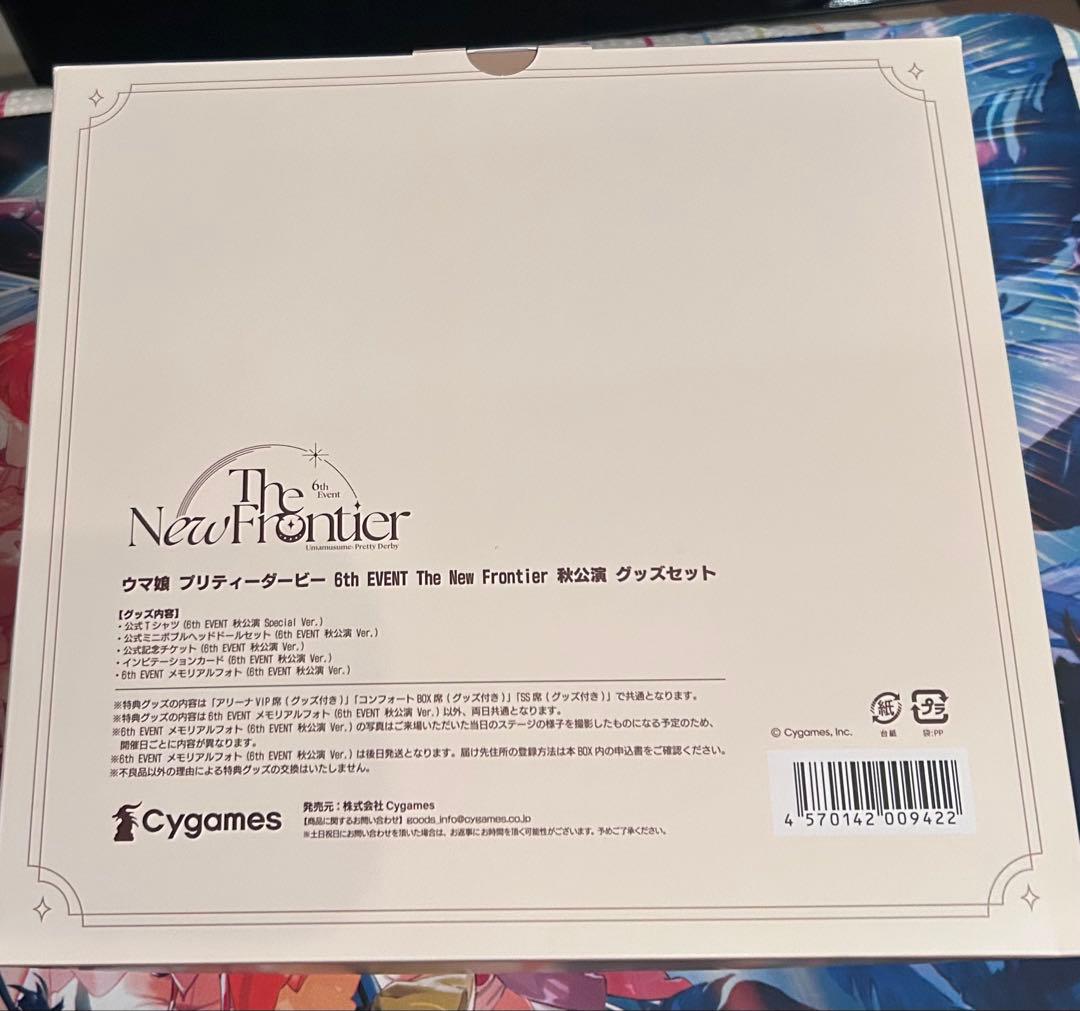 The
6th
Event
New Frontier
Umamusume: Pretty Derby
ウマ娘 プリティーダービー 6th EVENT The New Frontier 秋公演 グッズセット
【グッズ内容】
・公式Tシャツ (6th EVENT 秋公演 Special Ver.)
・公式ミニボブルヘッドドールセット (6th EVENT 秋公演 Ver.)
・公式記念チケット (6th EVENT 秋公演 Ver.)
・インビテーションカード (6th EVENT 秋公演 Ver.)
・6th EVENT メモリアルフォト (6th EVENT 秋公演 Ver.)
※特典グッズの内容は「アリーナVIP席(グッズ付き)」「コンフォートBOX席(グッズ付き)」「SS席(グッズ付き)」で共通となります。
※特典グッズの内容は6th EVENT メモリアルフォト (6th EVENT 秋公演 Ver.) 以外、両日共通となります。
※6th EVENT メモリアルフォト (6th EVENT 秋公演 Ver.) の写真はご来場いただいた当日のステージの様子を撮影したものになる予定のため、
開催日ごとに内容が異なります。
※6th EVENT メモリアルフォト (6th EVENT 秋公演 Ver.) は後日発送となります。届け先住所の登録方法は本BOX内の申込書をご確認ください。
※不良品以外の理由による特典グッズの交換はいたしません。
Cygames
発売元：株式会社Cygames
【商品に関するお問い合わせ】goods_info@cygames.co.jp
※土日祝日にお問い合わせを頂いた場合は、お返事にお時間を頂く可能性がございます。予めご了承ください。
© Cygames, Inc.
紙
台紙
プラ
袋:PP
4 570142 009422